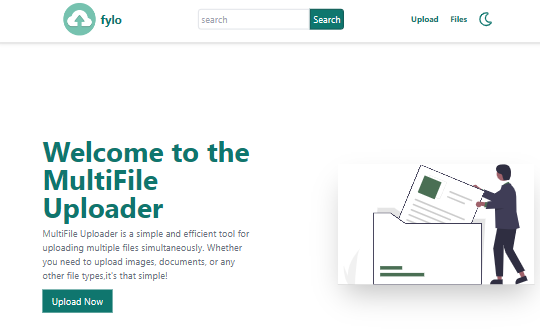 fylo
search
Search
Upload
Files
Welcome to the
MultiFile
Uploader
MultiFile Uploader is a simple and efficient tool for
uploading multiple files simultaneously. Whether
you need to upload images, documents, or any
other file types,it's that simple!
Upload Now